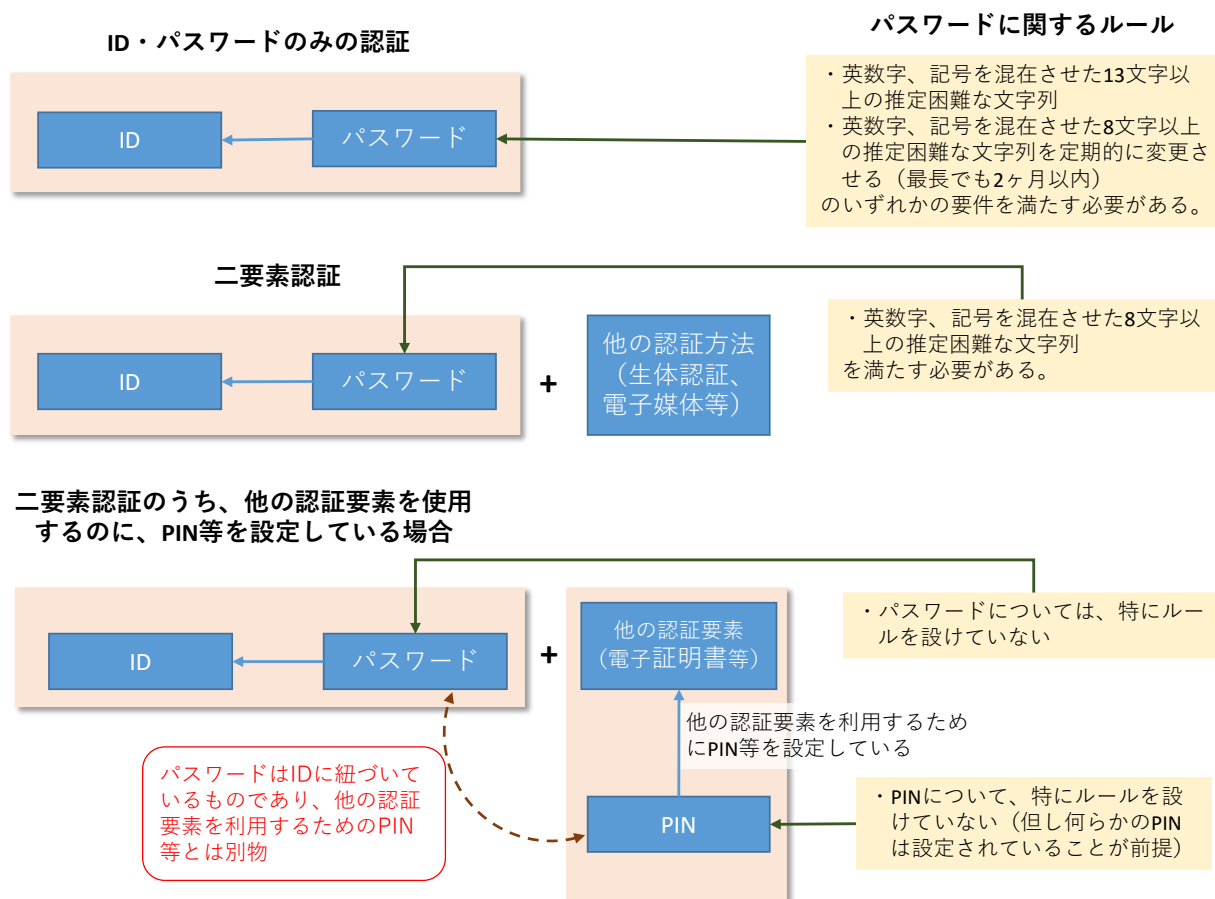 ID・パスワードのみの認証
パスワードに関するルール
ID
パスワード
・英数字、記号を混在させた13文字以
上の推定困難な文字列
・英数字、記号を混在させた8文字以上
の推定困難な文字列を定期的に変更さ
せる（最長でも2ヶ月以内）
のいずれかの要件を満たす必要がある。
二要素認証
ID
パスワード
+
他の認証方法
（生体認証、
電子媒体等）
・英数字、記号を混在させた8文字以
上の推定困難な文字列
を満たす必要がある。
二要素認証のうち、他の認証要素を使用
するのに、PIN等を設定している場合
ID
パスワード
+
他の認証要素
（電子証明書等）
・パスワードについては、特にルー
ルを設けていない
他の認証要素を利用するため
にPIN等を設定している
パスワードはIDに紐づいて
いるものであり、他の認証
要素を利用するためのPIN
等とは別物
PIN
・PINについて、特にルールを設
けていない（但し何らかのPIN
は設定されていることが前提）